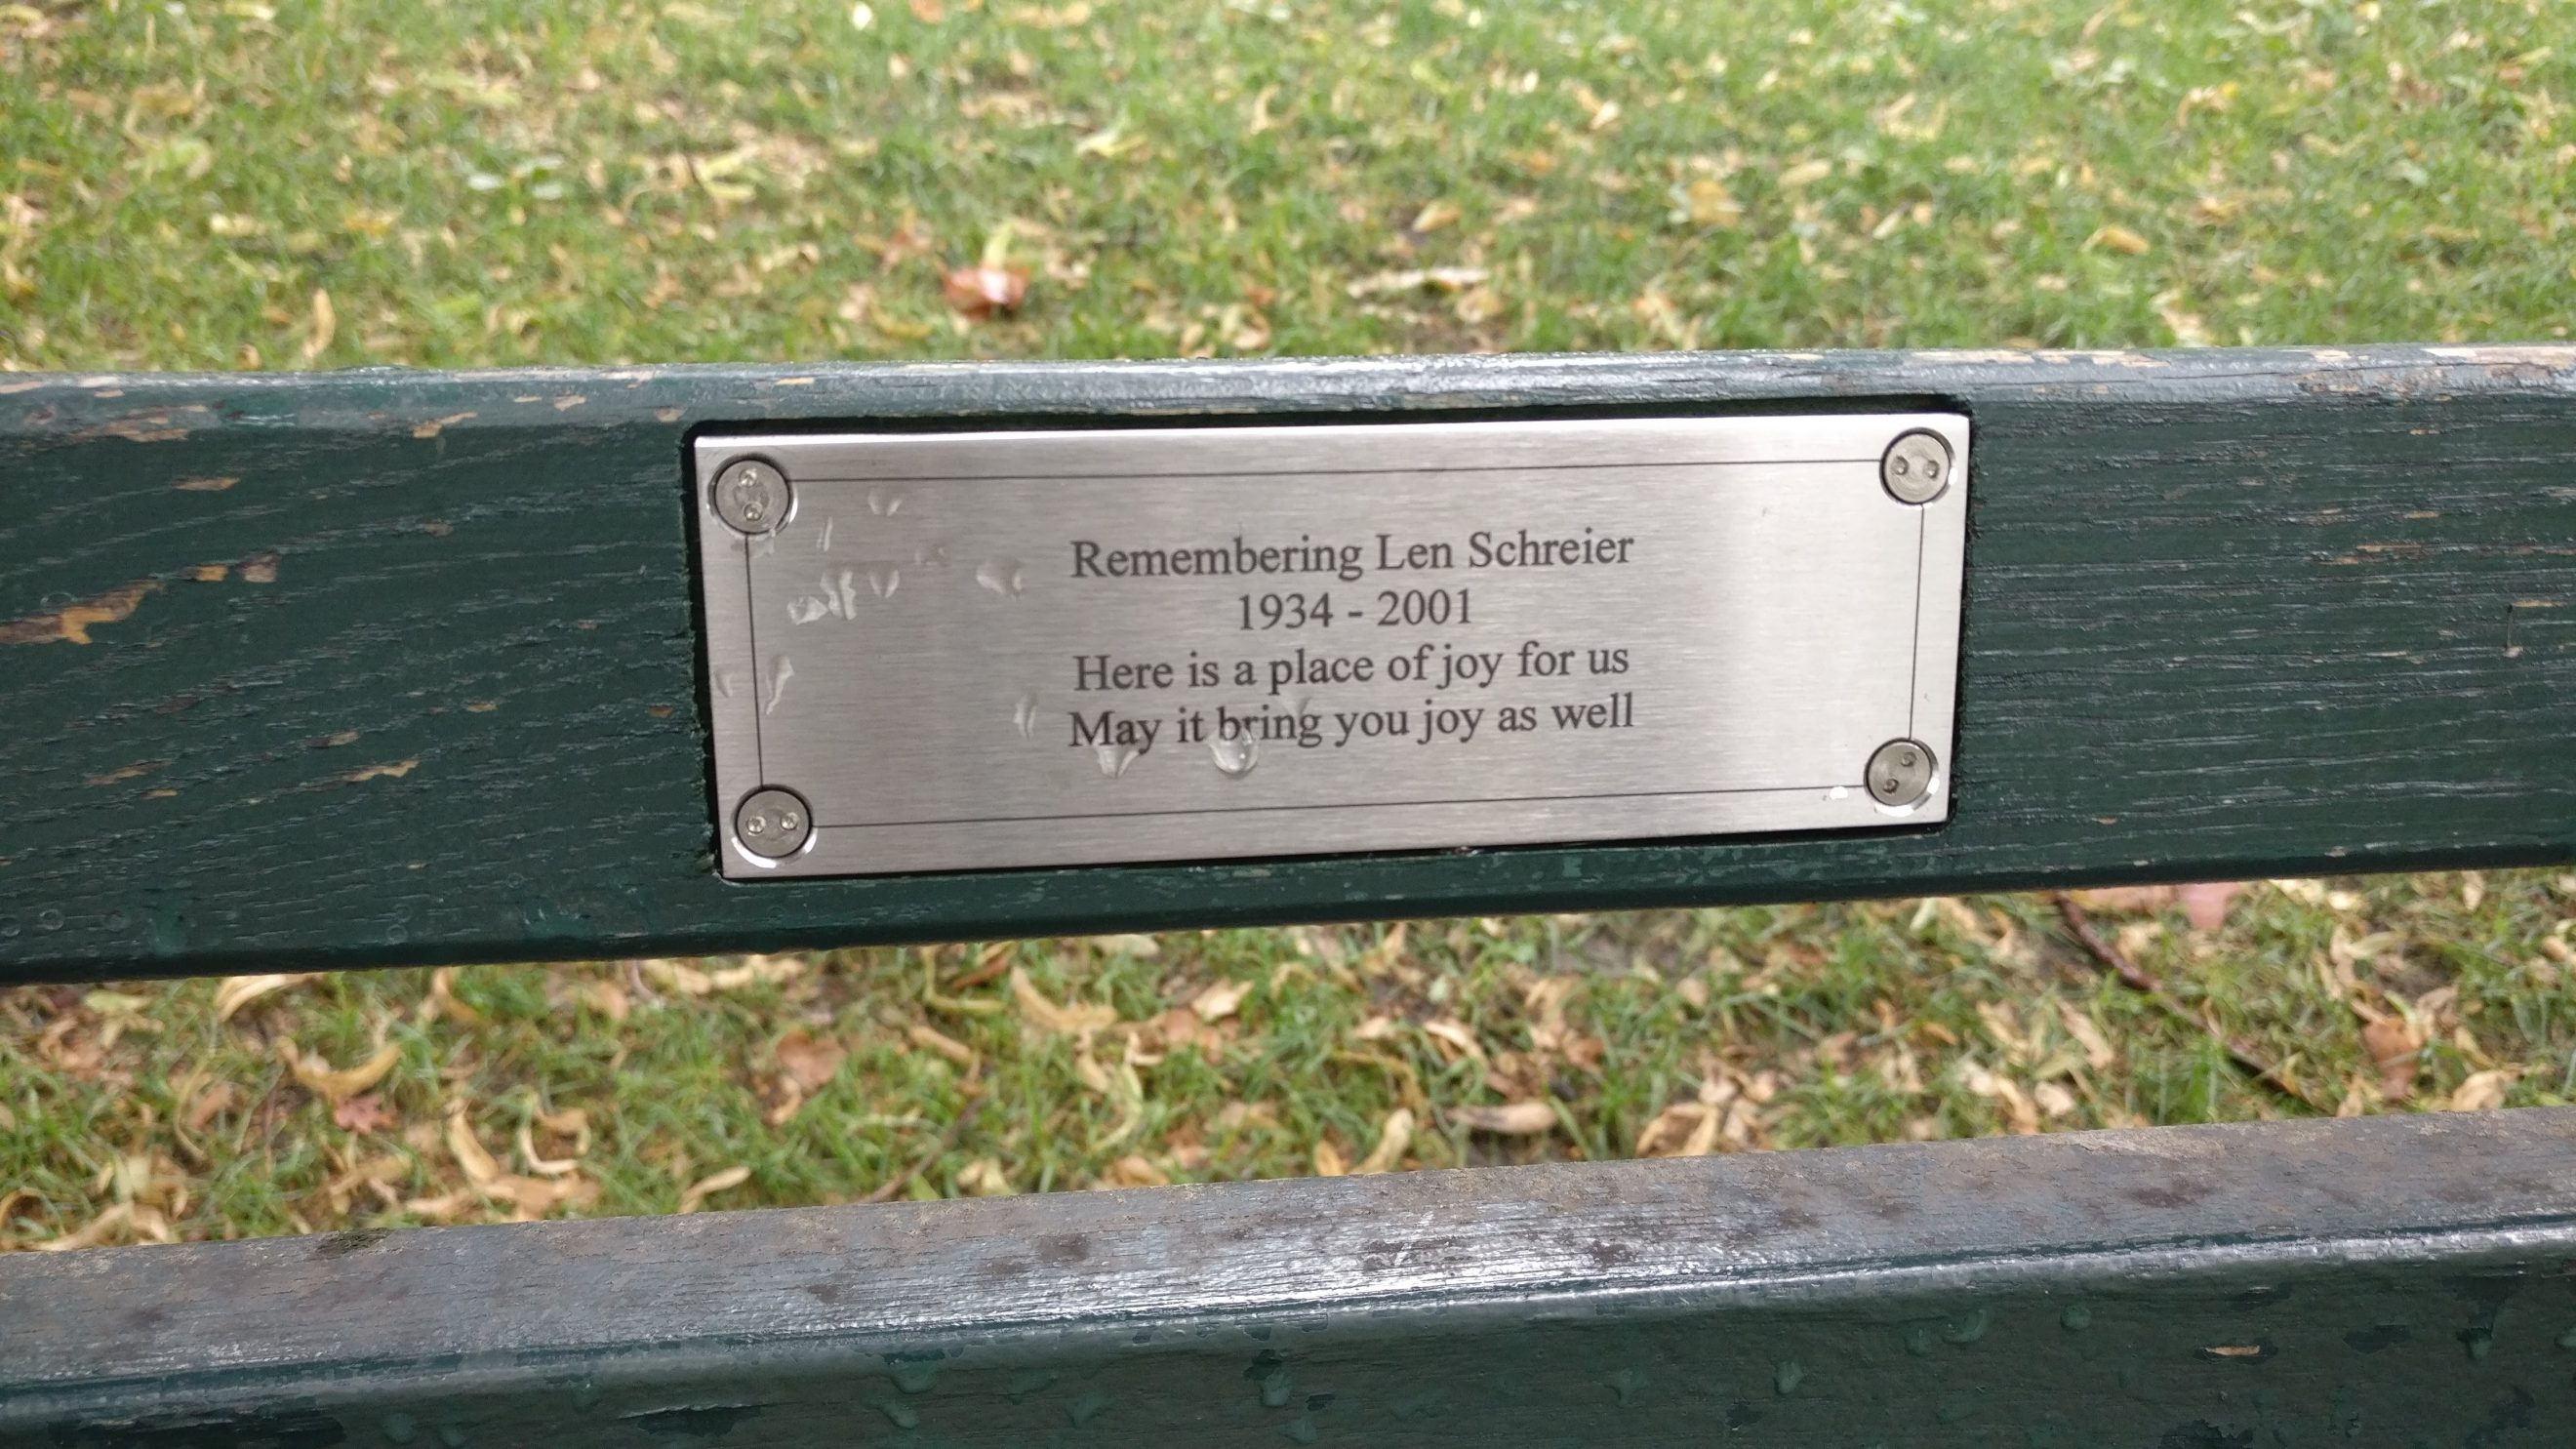 Remembering Len Schreier
1934 - 2001
Here is a place of joy for us
May it bring you joy as well